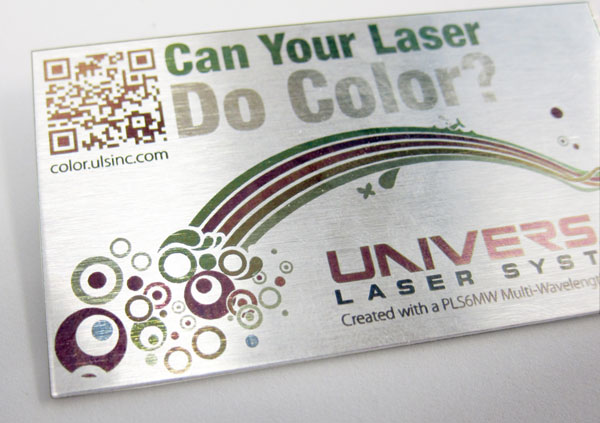 Can Your Laser
Do Color?
color.ulsinc.com
UNIVERS
LASER SYST
Created with a PLS6MW Multi-Wavelength